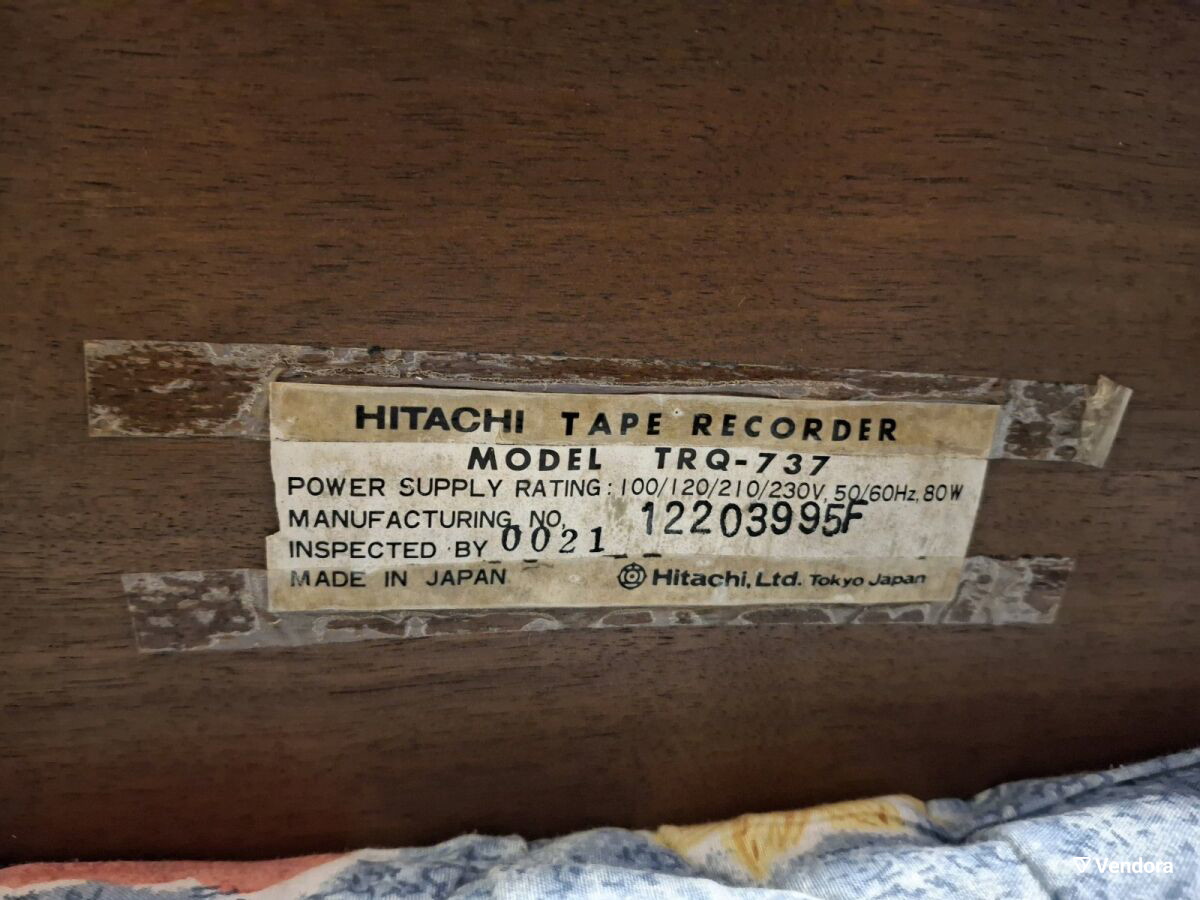 HITACHI TAPE RECORDER
MODEL TRQ-737
POWER SUPPLY RATING: 100/120/210/230V, 50/60Hz, 80W
MANUFACTURING NO, 12203995F
INSPECTED BY 0021
MADE IN JAPAN Hitachi, Ltd. Tokyo Japan
Vendora